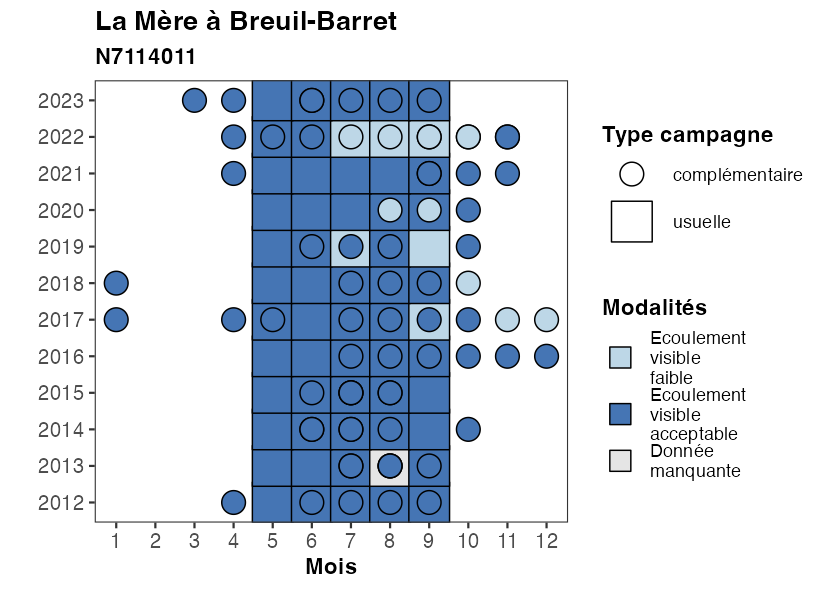 La Mère à Breuil-Barret
N7114011
2023
2022
2021
2020
2019
2018
2017
2016
2015
2014
2013
2012
1 2 3 4 5 6 7 8 9 10 11 12
Mois
Type campagne
complémentaire
usuelle
Modalités
Ecoulement
visible
faible
Ecoulement
visible
acceptable
Donnée
manquante